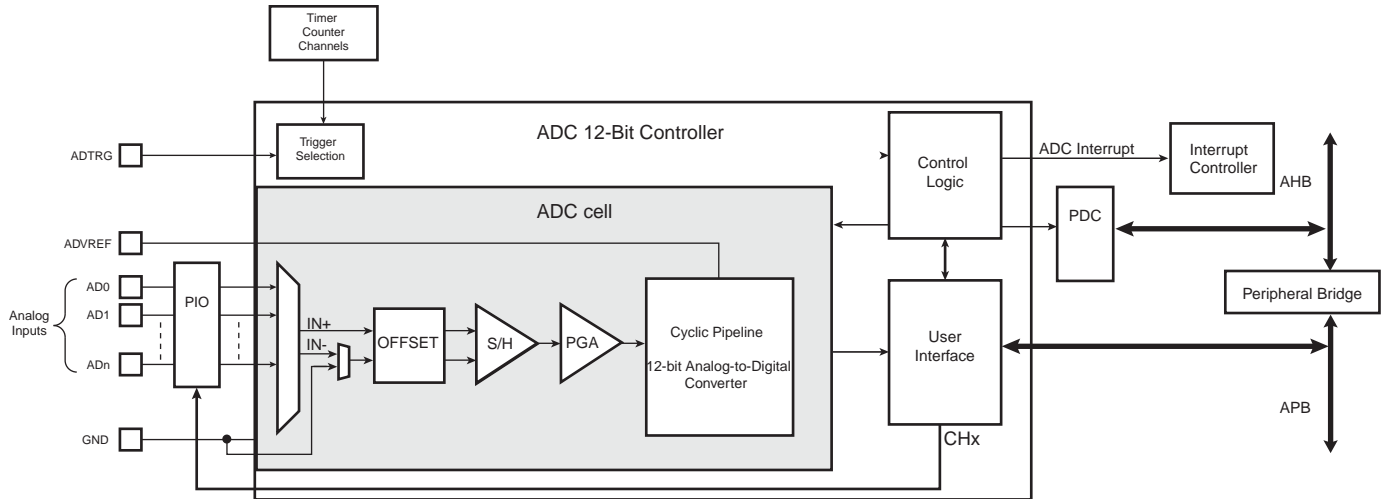 Timer
Counter
Channels
ADC 12-Bit Controller
Trigger
Selection
ADTRG
Control
Logic
ADC Interrupt
Interrupt
Controller
AHB
PDC
ADC cell
ADVREF
Analog
Inputs
AD0
AD1
ADn
PIO
IN+
IN-
OFFSET
S/H
PGA
Cyclic Pipeline
12-bit Analog-to-Digital
Converter
User
Interface
Peripheral Bridge
APB
GND
CHx